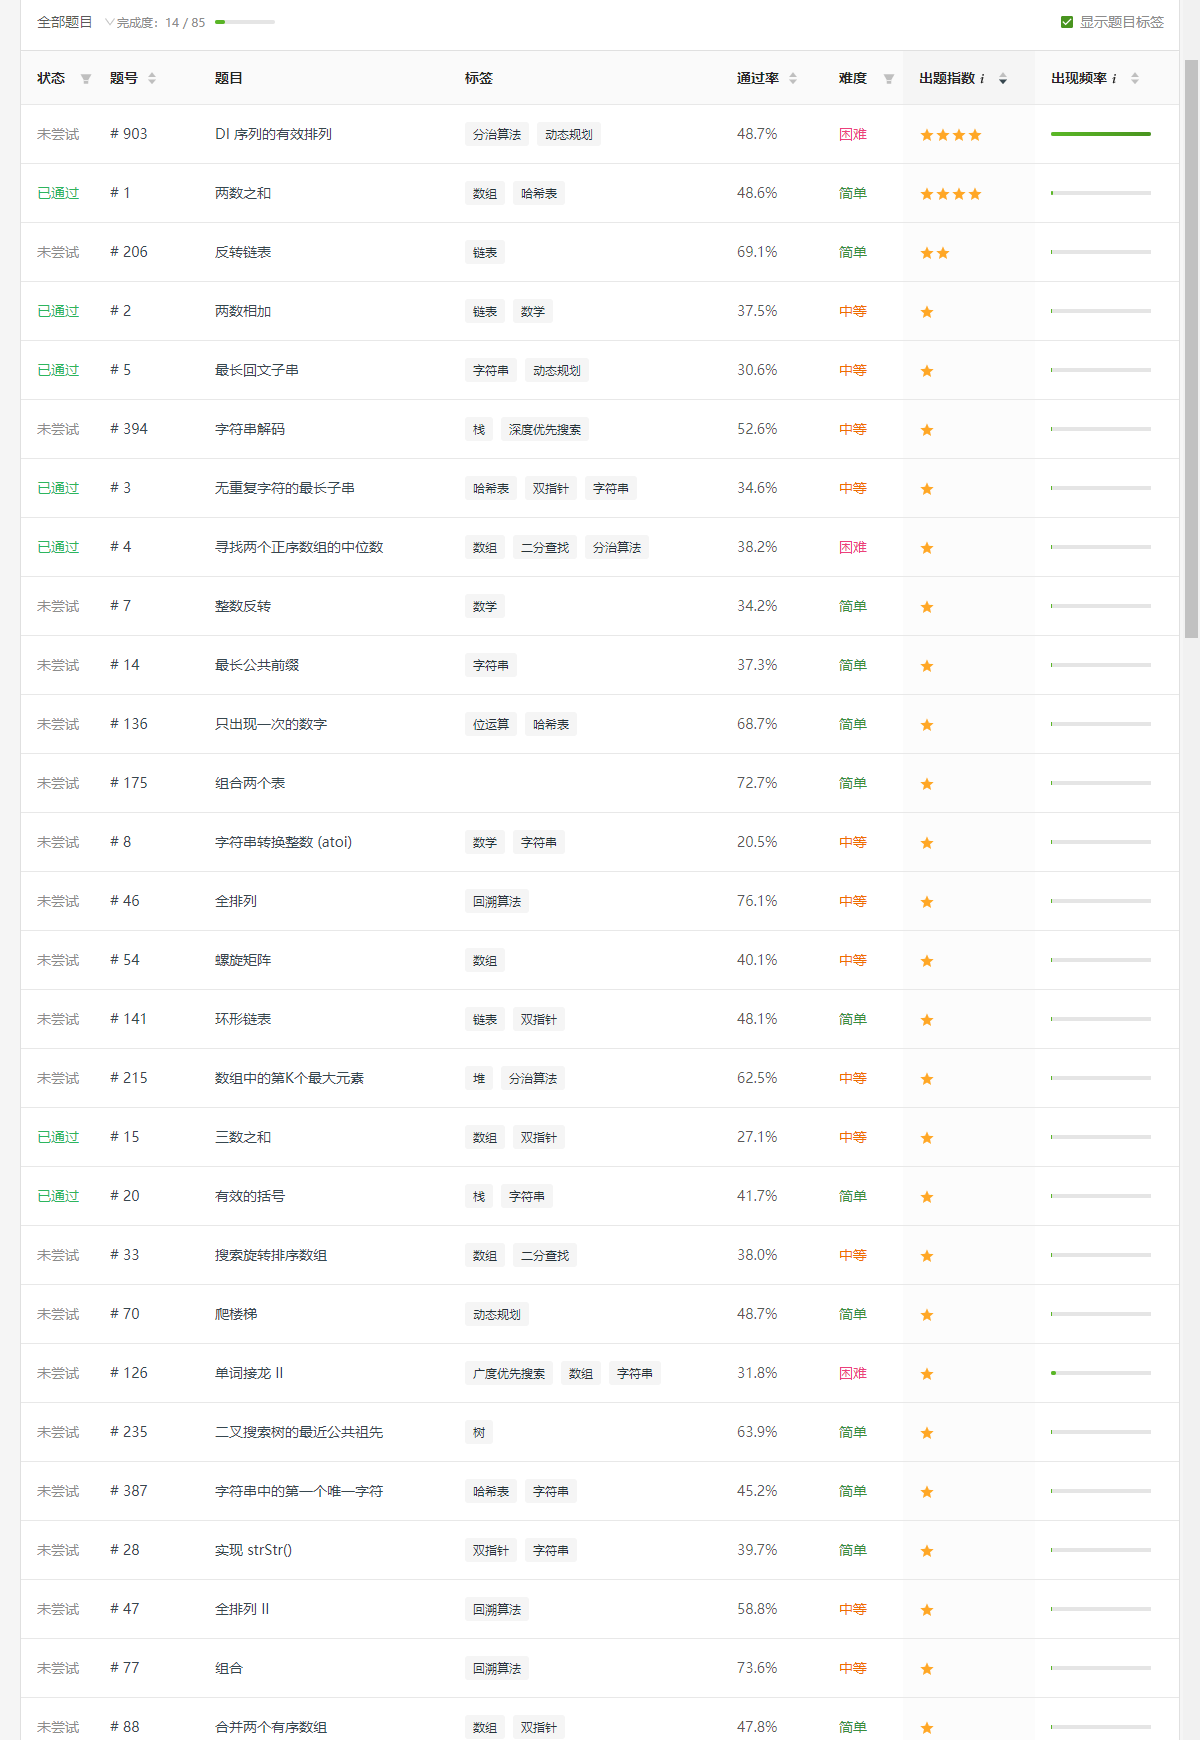 全部题目 完成度: 14 / 85 显示题目标签
状态 题号 题目 标签 通过率 难度 出题指数 i 出现频率 i
未尝试 # 903 DI 序列的有效排列 分治算法 动态规划 48.7% 困难
已通过 # 1 两数之和 数组 哈希表 48.6% 简单
未尝试 # 206 反转链表 链表 69.1% 简单
已通过 # 2 两数相加 链表 数学 37.5% 中等
已通过 # 5 最长回文子串 字符串 动态规划 30.6% 中等
未尝试 # 394 字符串解码 栈 深度优先搜索 52.6% 中等
已通过 # 3 无重复字符的最长子串 哈希表 双指针 字符串 34.6% 中等
已通过 # 4 寻找两个正序数组的中位数 数组 二分查找 分治算法 38.2% 困难
未尝试 # 7 整数反转 数学 34.2% 简单
未尝试 # 14 最长公共前缀 字符串 37.3% 简单
未尝试 # 136 只出现一次的数字 位运算 哈希表 68.7% 简单
未尝试 # 175 组合两个表 72.7% 简单
未尝试 # 8 字符串转换整数 (atoi) 数学 字符串 20.5% 中等
未尝试 # 46 全排列 回溯算法 76.1% 中等
未尝试 # 54 螺旋矩阵 数组 40.1% 中等
未尝试 # 141 环形链表 链表 双指针 48.1% 简单
未尝试 # 215 数组中的第K个最大元素 堆 分治算法 62.5% 中等
已通过 # 15 三数之和 数组 双指针 27.1% 中等
已通过 # 20 有效的括号 栈 字符串 41.7% 简单
未尝试 # 33 搜索旋转排序数组 数组 二分查找 38.0% 中等
未尝试 # 70 爬楼梯 动态规划 48.7% 简单
未尝试 # 126 单词接龙 II 广度优先搜索 数组 字符串 31.8% 困难
未尝试 # 235 二叉搜索树的最近公共祖先 树 63.9% 简单
未尝试 # 387 字符串中的第一个唯一字符 哈希表 字符串 45.2% 简单
未尝试 # 28 实现 strStr() 双指针 字符串 39.7% 简单
未尝试 # 47 全排列 II 回溯算法 58.8% 中等
未尝试 # 77 组合 回溯算法 73.6% 中等
未尝试 # 88 合并两个有序数组 数组 双指针 47.8% 简单